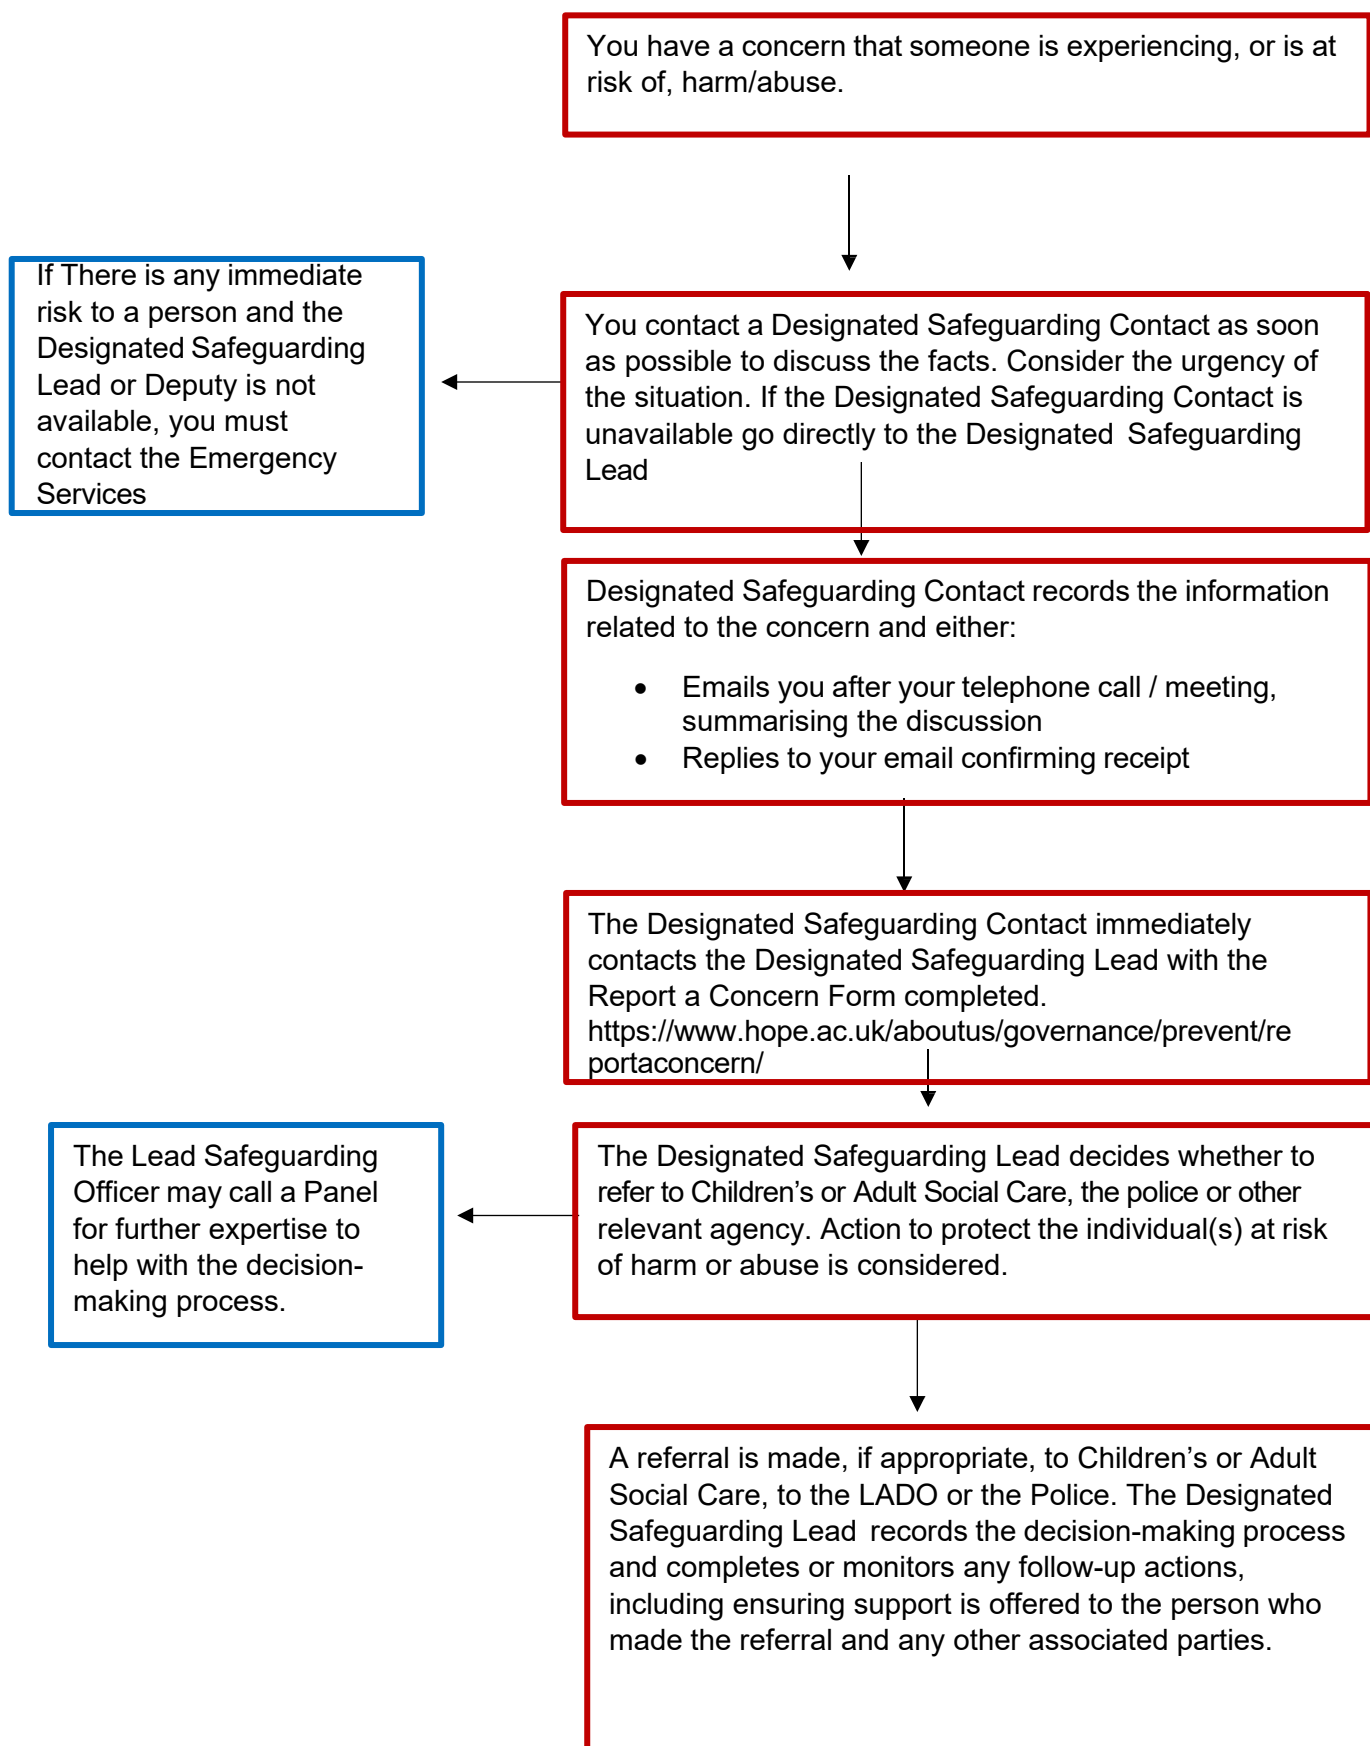 You have a concern that someone is experiencing, or is at
risk of, harm/abuse.
If There is any immediate
risk to a person and the
Designated Safeguarding
Lead or Deputy is not
available, you must
contact the Emergency
Services
You contact a Designated Safeguarding Contact as soon
as possible to discuss the facts. Consider the urgency of
the situation. If the Designated Safeguarding Contact is
unavailable go directly to the Designated Safeguarding
Lead
Designated Safeguarding Contact records the information
related to the concern and either:
• Emails you after your telephone call / meeting,
summarising the discussion
• Replies to your email confirming receipt
The Designated Safeguarding Contact immediately
contacts the Designated Safeguarding Lead with the
Report a Concern Form completed.
https://www.hope.ac.uk/aboutus/governance/prevent/re
portaconcern/
The Lead Safeguarding
Officer may call a Panel
for further expertise to
help with the decision-
making process.
The Designated Safeguarding Lead decides whether to
refer to Children’s or Adult Social Care, the police or other
relevant agency. Action to protect the individual(s) at risk
of harm or abuse is considered.
A referral is made, if appropriate, to Children’s or Adult
Social Care, to the LADO or the Police. The Designated
Safeguarding Lead records the decision-making process
and completes or monitors any follow-up actions,
including ensuring support is offered to the person who
made the referral and any other associated parties.